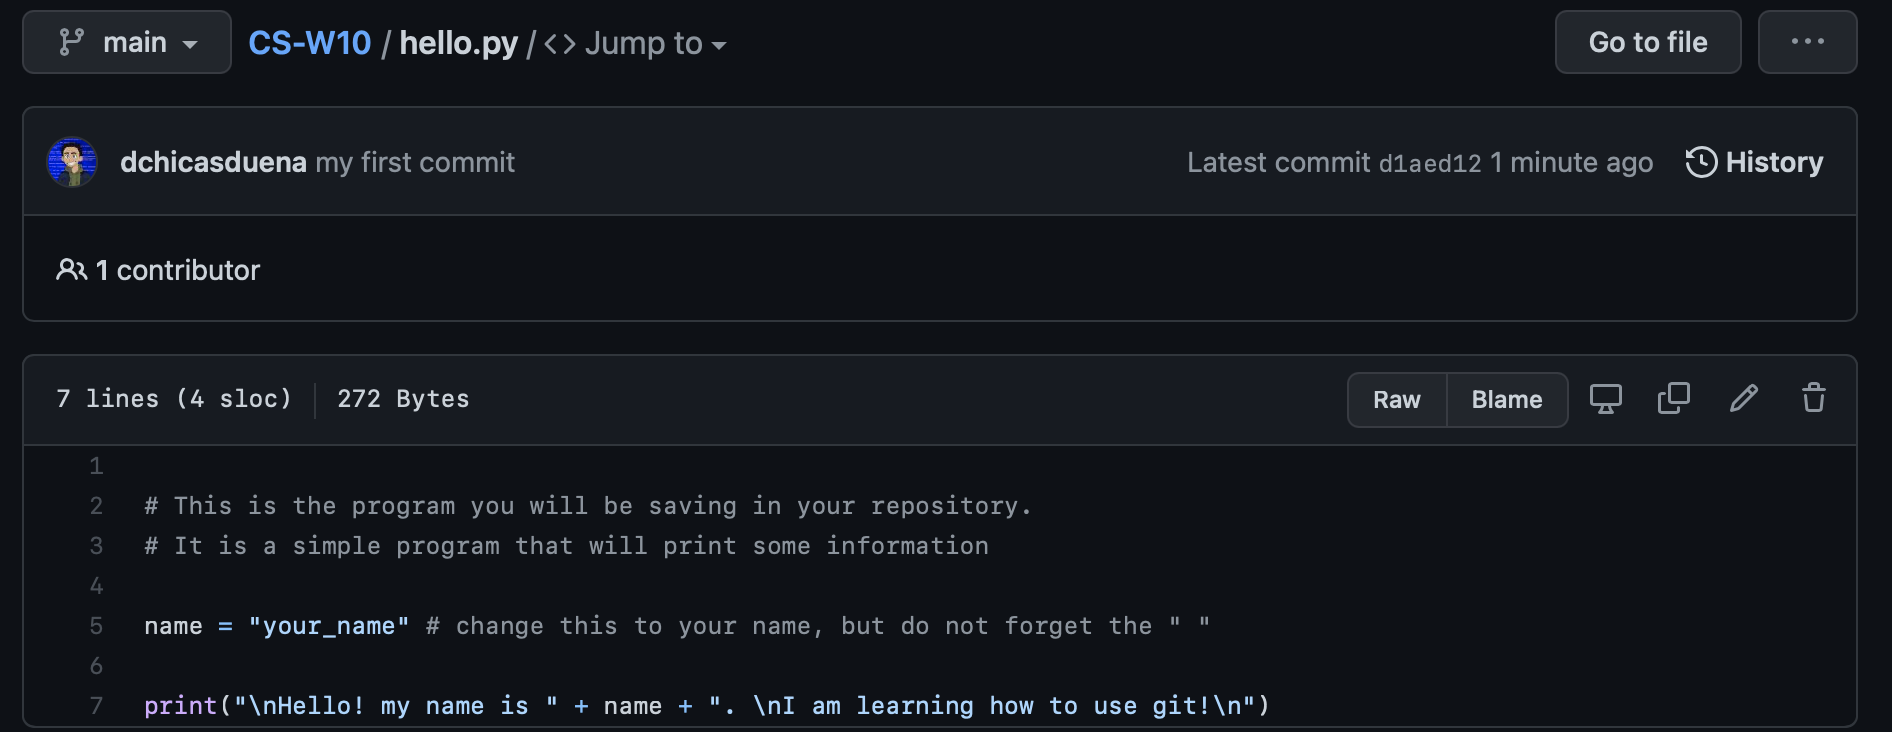 main CS-W10 / hello.py / <> Jump to Go to file ...
dchicasduena my first commit Latest commit d1aed12 1 minute ago History
1 contributor
7 lines (4 sloc) 272 Bytes Raw Blame
1
2 # This is the program you will be saving in your repository.
3 # It is a simple program that will print some information
4
5 name = "your_name" # change this to your name, but do not forget the " "
6
7 print("\nHello! my name is " + name + ". \nI am learning how to use git!\n")